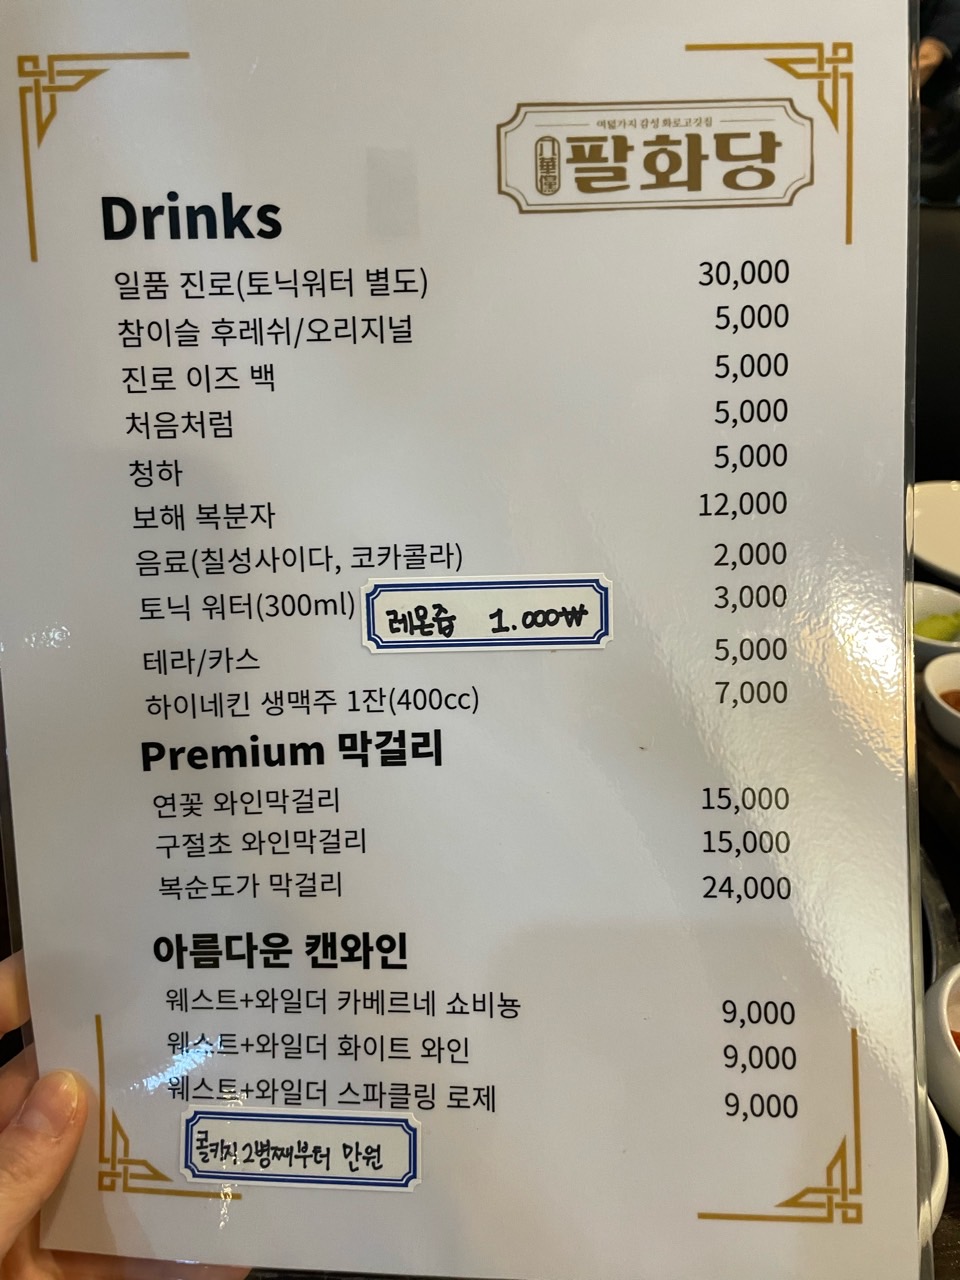 여덟가지 감성 화로고깃집
八華堂
팔화당
Drinks
일품 진로(토닉워터 별도) 30,000
참이슬 후레쉬/오리지널 5,000
진로 이즈 백 5,000
처음처럼 5,000
청하 5,000
보해 복분자 12,000
음료(칠성사이다, 코카콜라) 2,000
토닉 워터(300ml) 3,000
레몬즙 1.000₩
테라/카스 5,000
하이네킨 생맥주 1잔(400cc) 7,000
Premium 막걸리
연꽃 와인막걸리 15,000
구절초 와인막걸리 15,000
복순도가 막걸리 24,000
아름다운 캔와인
웨스트+와일더 카베르네 쇼비뇽 9,000
웨스트+와일더 화이트 와인 9,000
웨스트+와일더 스파클링 로제 9,000
콜키지 2병째부터 만원